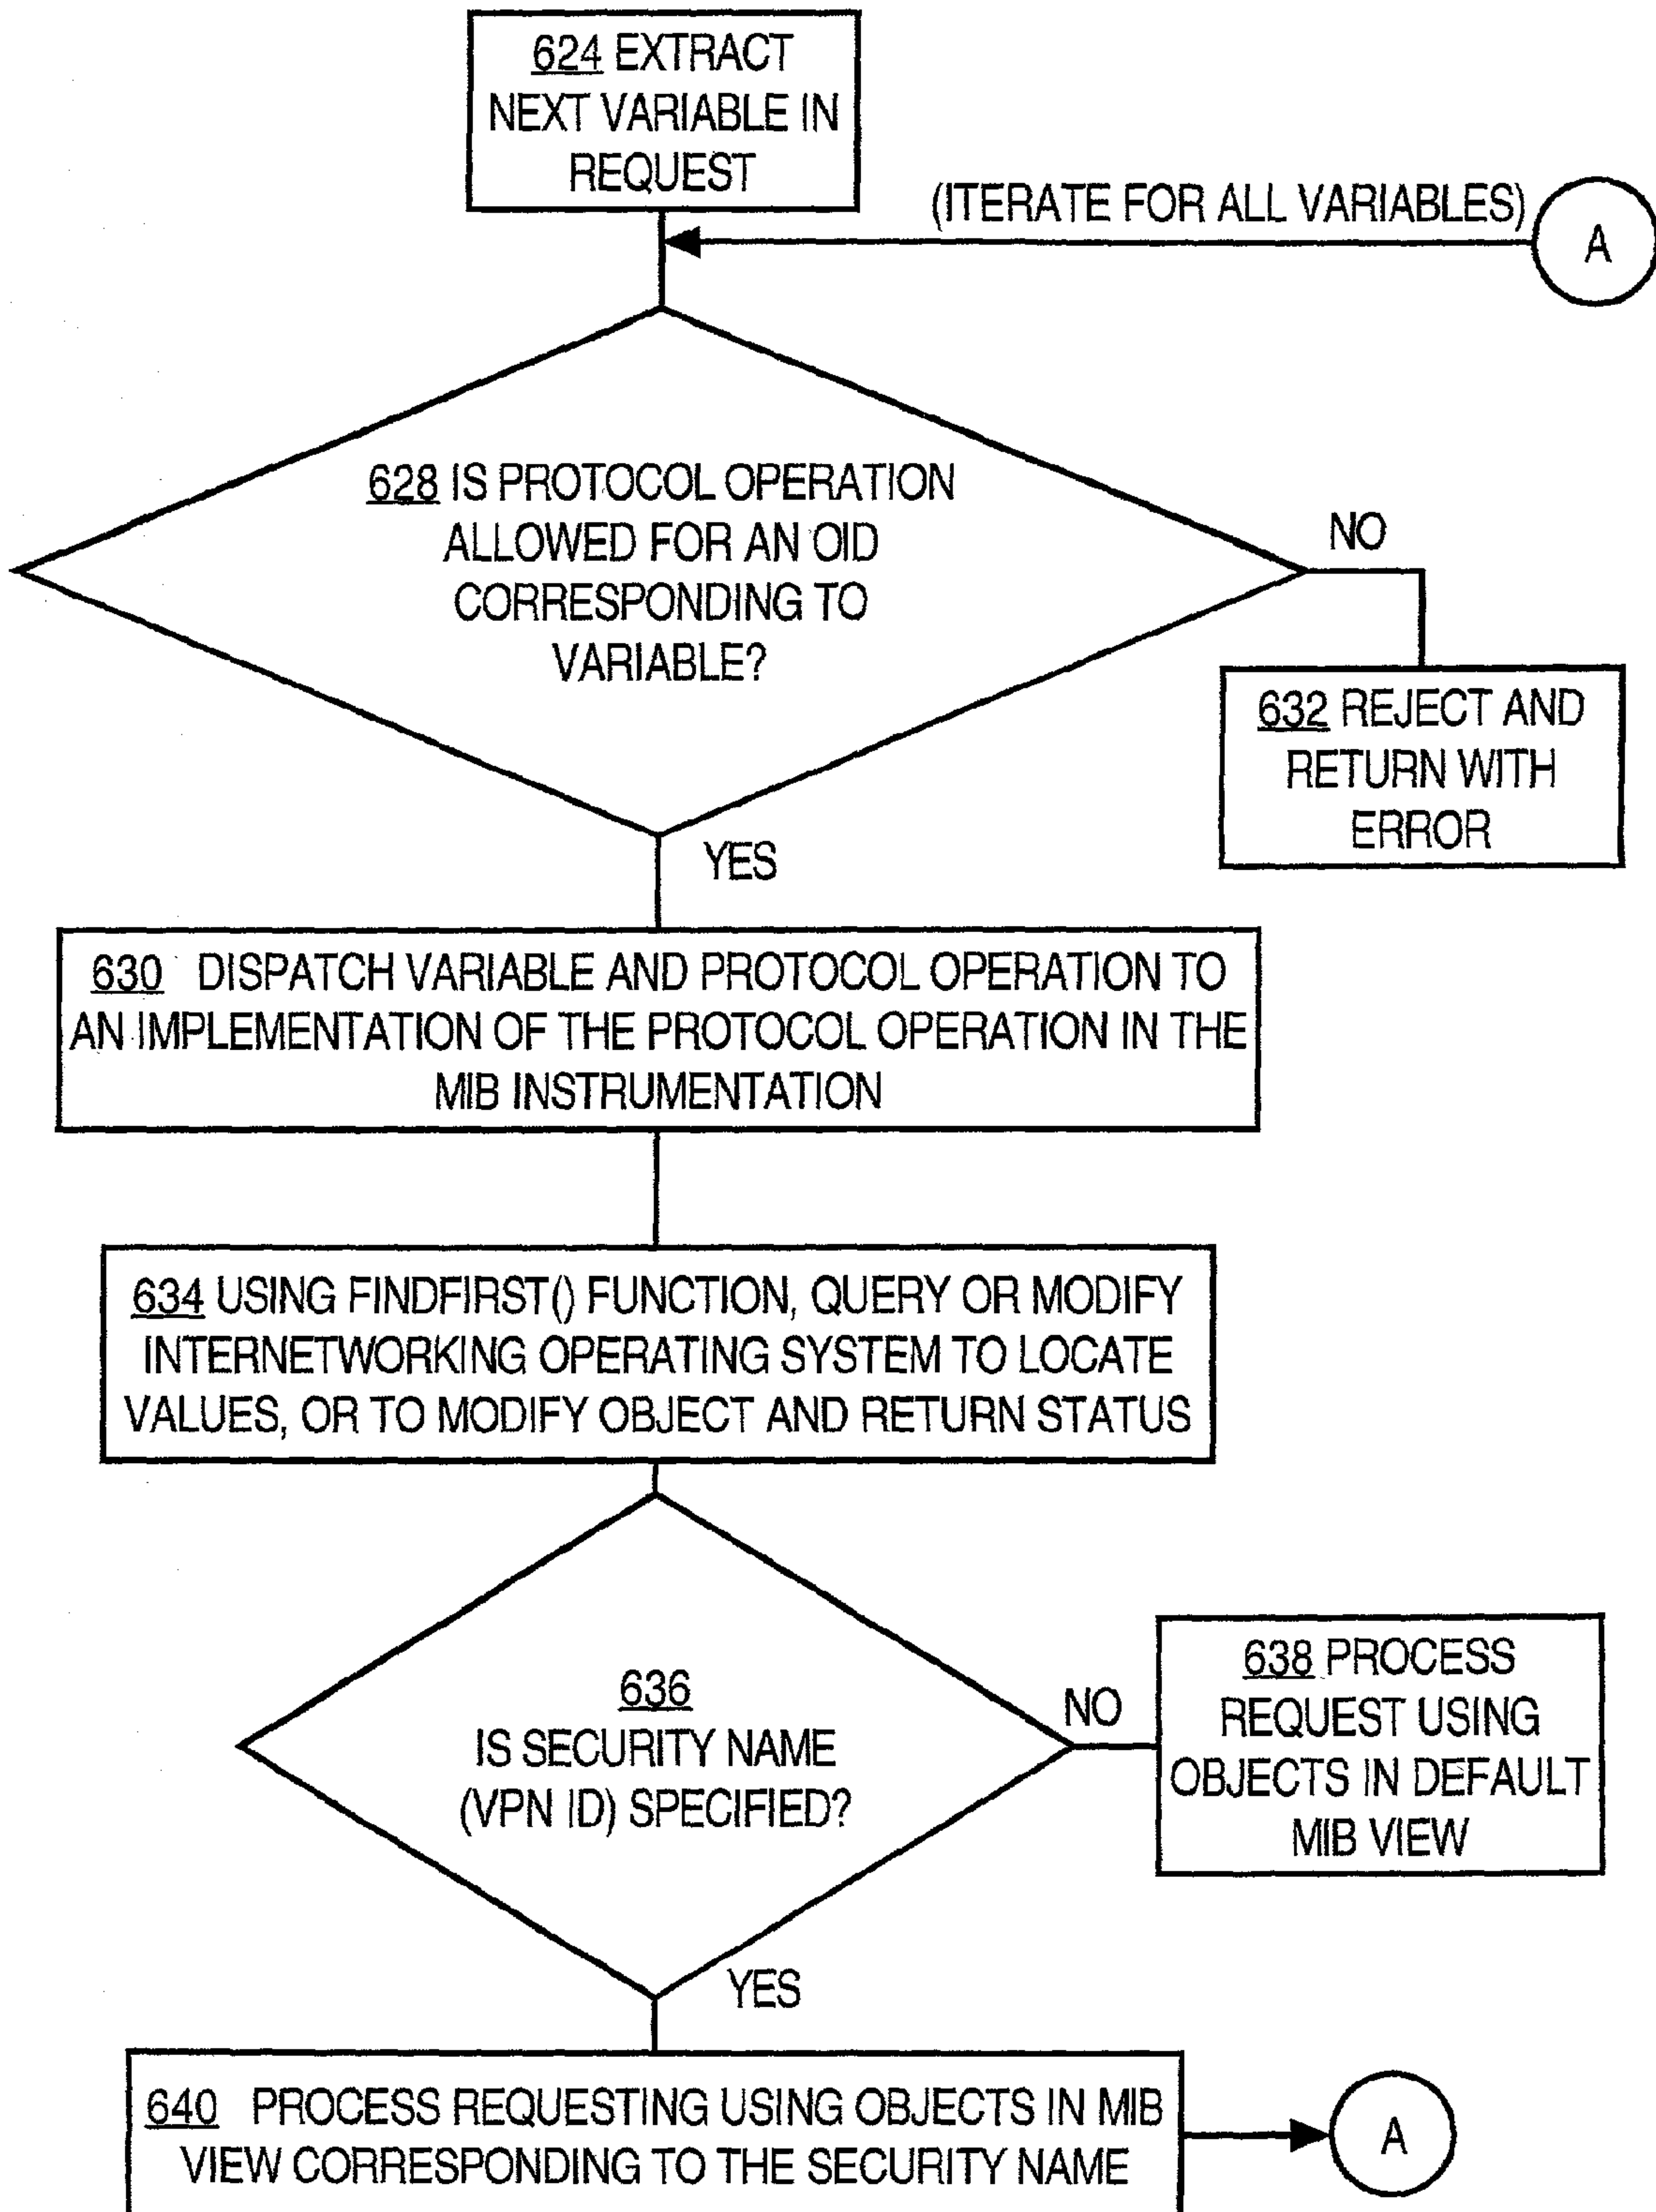 624 EXTRACT
NEXT VARIABLE IN
REQUEST
(ITERATE FOR ALL VARIABLES)
A
628 IS PROTOCOL OPERATION
ALLOWED FOR AN OID
CORRESPONDING TO
VARIABLE?
NO
632 REJECT AND
RETURN WITH
ERROR
YES
630 DISPATCH VARIABLE AND PROTOCOL OPERATION TO
AN IMPLEMENTATION OF THE PROTOCOL OPERATION IN THE
MIB INSTRUMENTATION
634 USING FINDFIRST() FUNCTION, QUERY OR MODIFY
INTERNETWORKING OPERATING SYSTEM TO LOCATE
VALUES, OR TO MODIFY OBJECT AND RETURN STATUS
636
IS SECURITY NAME
(VPN ID) SPECIFIED?
NO
638 PROCESS
REQUEST USING
OBJECTS IN DEFAULT
MIB VIEW
YES
640 PROCESS REQUESTING USING OBJECTS IN MIB
VIEW CORRESPONDING TO THE SECURITY NAME
A